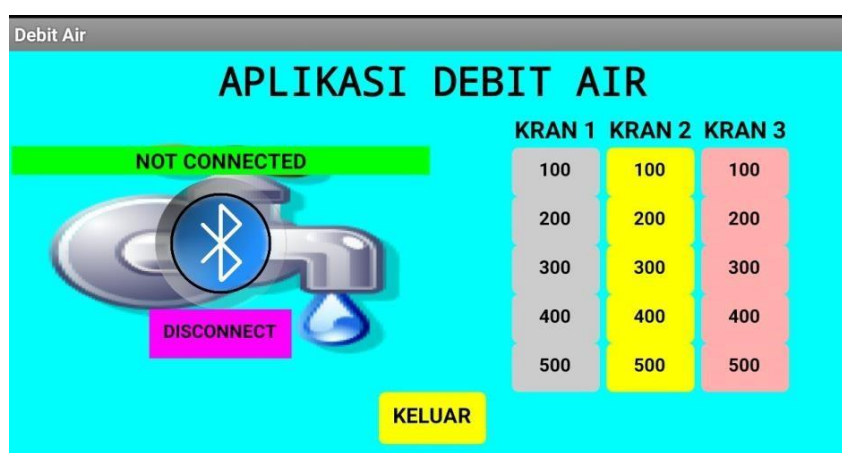 Debit Air
APLIKASI DEBIT AIR
KRAN 1 KRAN 2 KRAN 3
NOT CONNECTED
100 100 100
200 200 200
300 300 300
DISCONNECT
400 400 400
500 500 500
KELUAR